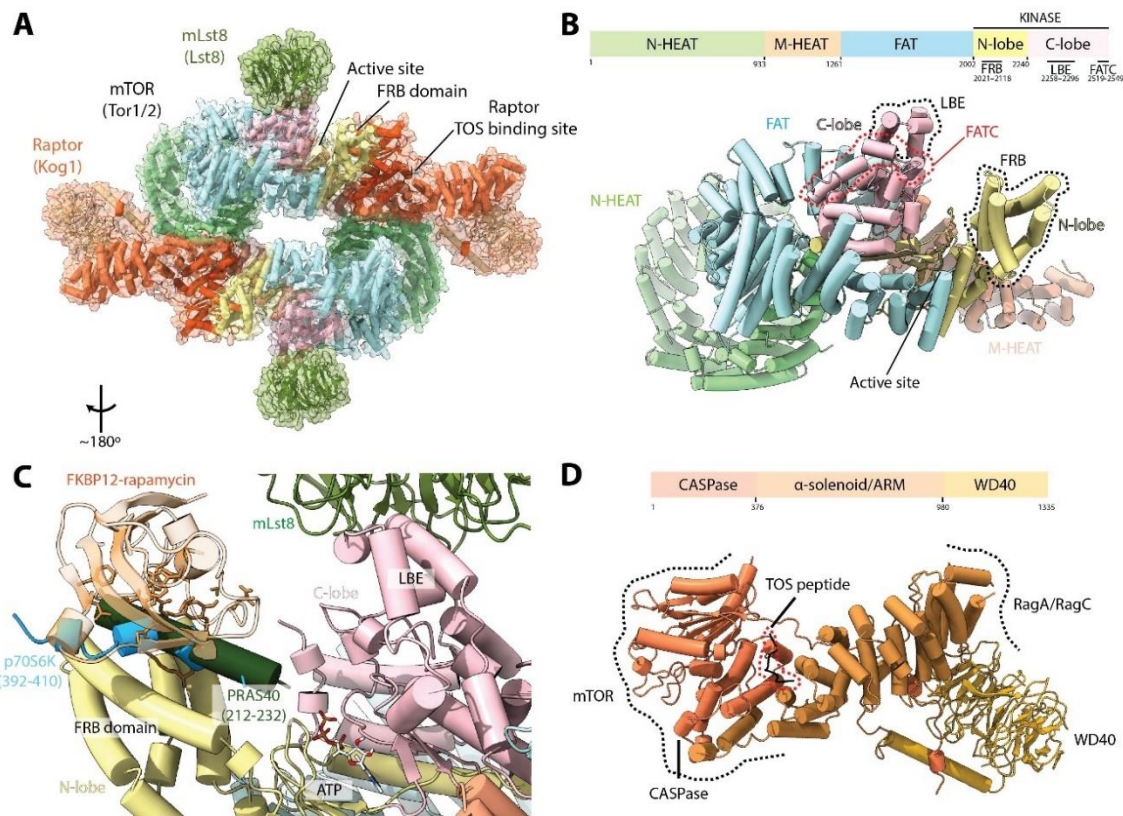 A
mLst8
(Lst8)
Active site
FRB domain
mTOR
(Tor1/2)
Raptor
TOS binding site
Raptor
(Kog1)
~180º
B
KINASE
N-HEAT
M-HEAT
FAT
N-lobe
C-lobe
933
1261
2002
2240
1
FRB
LBE
FATC
2021–2118
2258–2296
2519-2549
LBE
C-lobe
FAT
FATC
FRB
N-HEAT
N-lobe
M-HEAT
Active site
C
FKBP12-rapamycin
mLst8
LBE
C-lobe
p70S6K
(392-410)
PRAS40
(212-232)
FRB domain
N-lobe
ATP
D
CASPase
α-solenoid/ARM
WD40
1
376
980
1335
TOS peptide
RagA/RagC
mTOR
WD40
CASPase